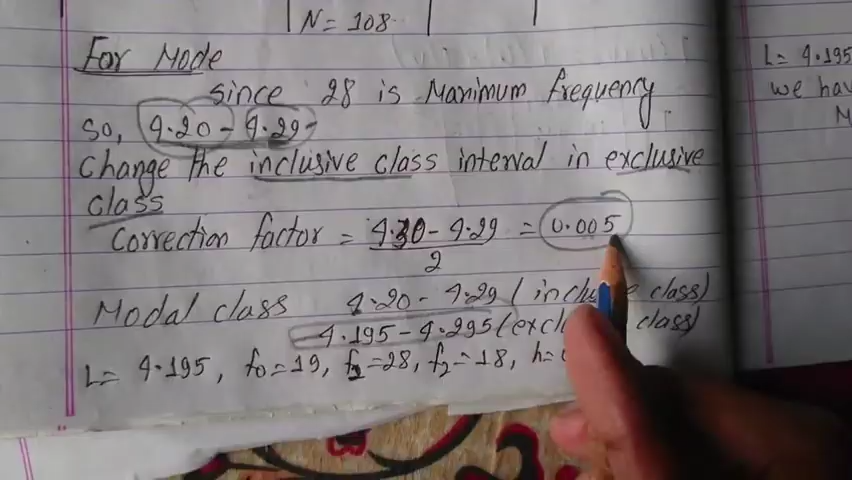 N = 108
For Mode
since 28 is Maximum frequency
so, 4.20 - 4.29
Change the inclusive class interval in exclusive
class
Correction factor = 4.30 - 4.29 / 2 = 0.005
Modal class 4.20 - 4.29 (inclu e class)
4.195 - 4.295 (excl class)
L = 4.195, f0 = 19, f1 = 28, f2 = 18, h =
L = 4.195
we hav
M